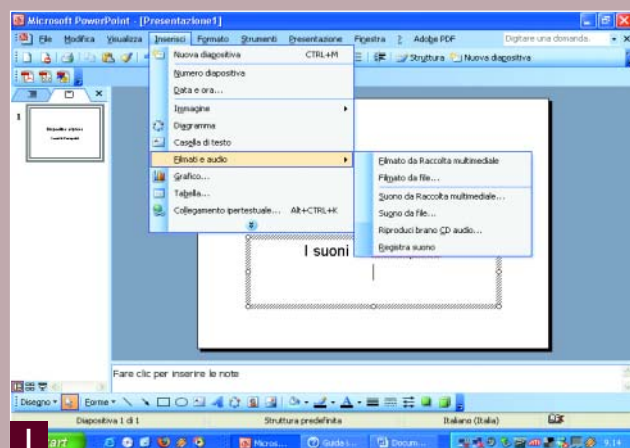 Microsoft PowerPoint - [Presentazione1]
File Modifica Visualizza Inserisci Formato Strumenti Presentazione Finestra ? Adobe PDF Digitare una domanda.
Nuova diapositiva CTRL+M
Struttura Nuova diapositiva
Numero diapositiva
Data e ora...
Immagine
1
Diagramma
Casella di testo
Filmati e audio
Filmato da Raccolta multimediale
Grafico...
Filmato da file...
Tabella...
Suono da Raccolta multimediale...
Collegamento ipertestuale... Alt+CTRL+K
Suono da file...
Riproduci brano CD audio...
Registra suono
I suoni
Fare clic per inserire le note
Disegno Forme
Diapositiva 1 di 1 Struttura predefinita Italiano (Italia)
start Micros... Guida i... Docum... 9.14